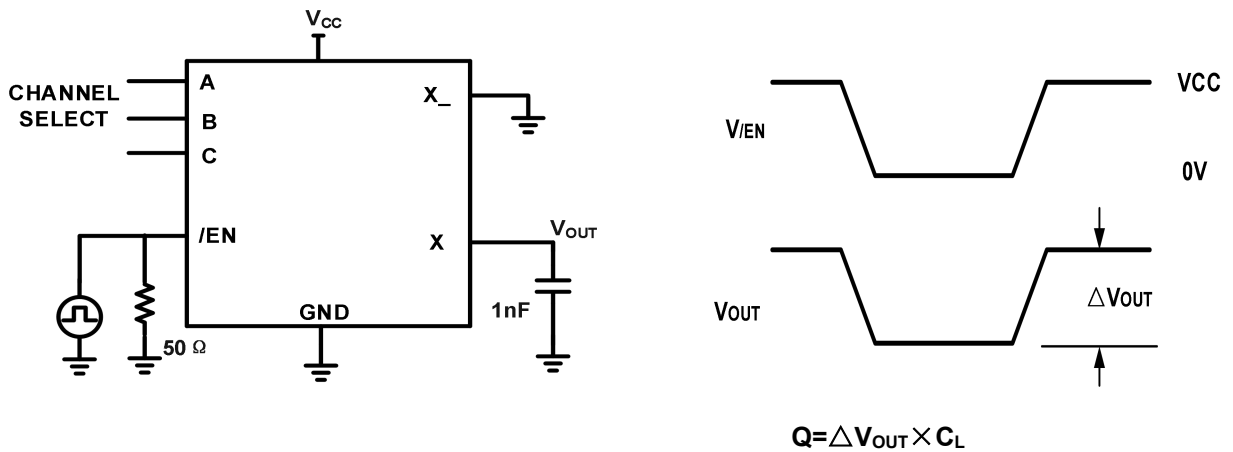 VCC
CHANNEL
SELECT
A
B
C
X_
/EN
X
VOUT
GND
50 Ω
1nF
V/EN
VCC
0V
VOUT
△VOUT
Q=△VOUT×CL